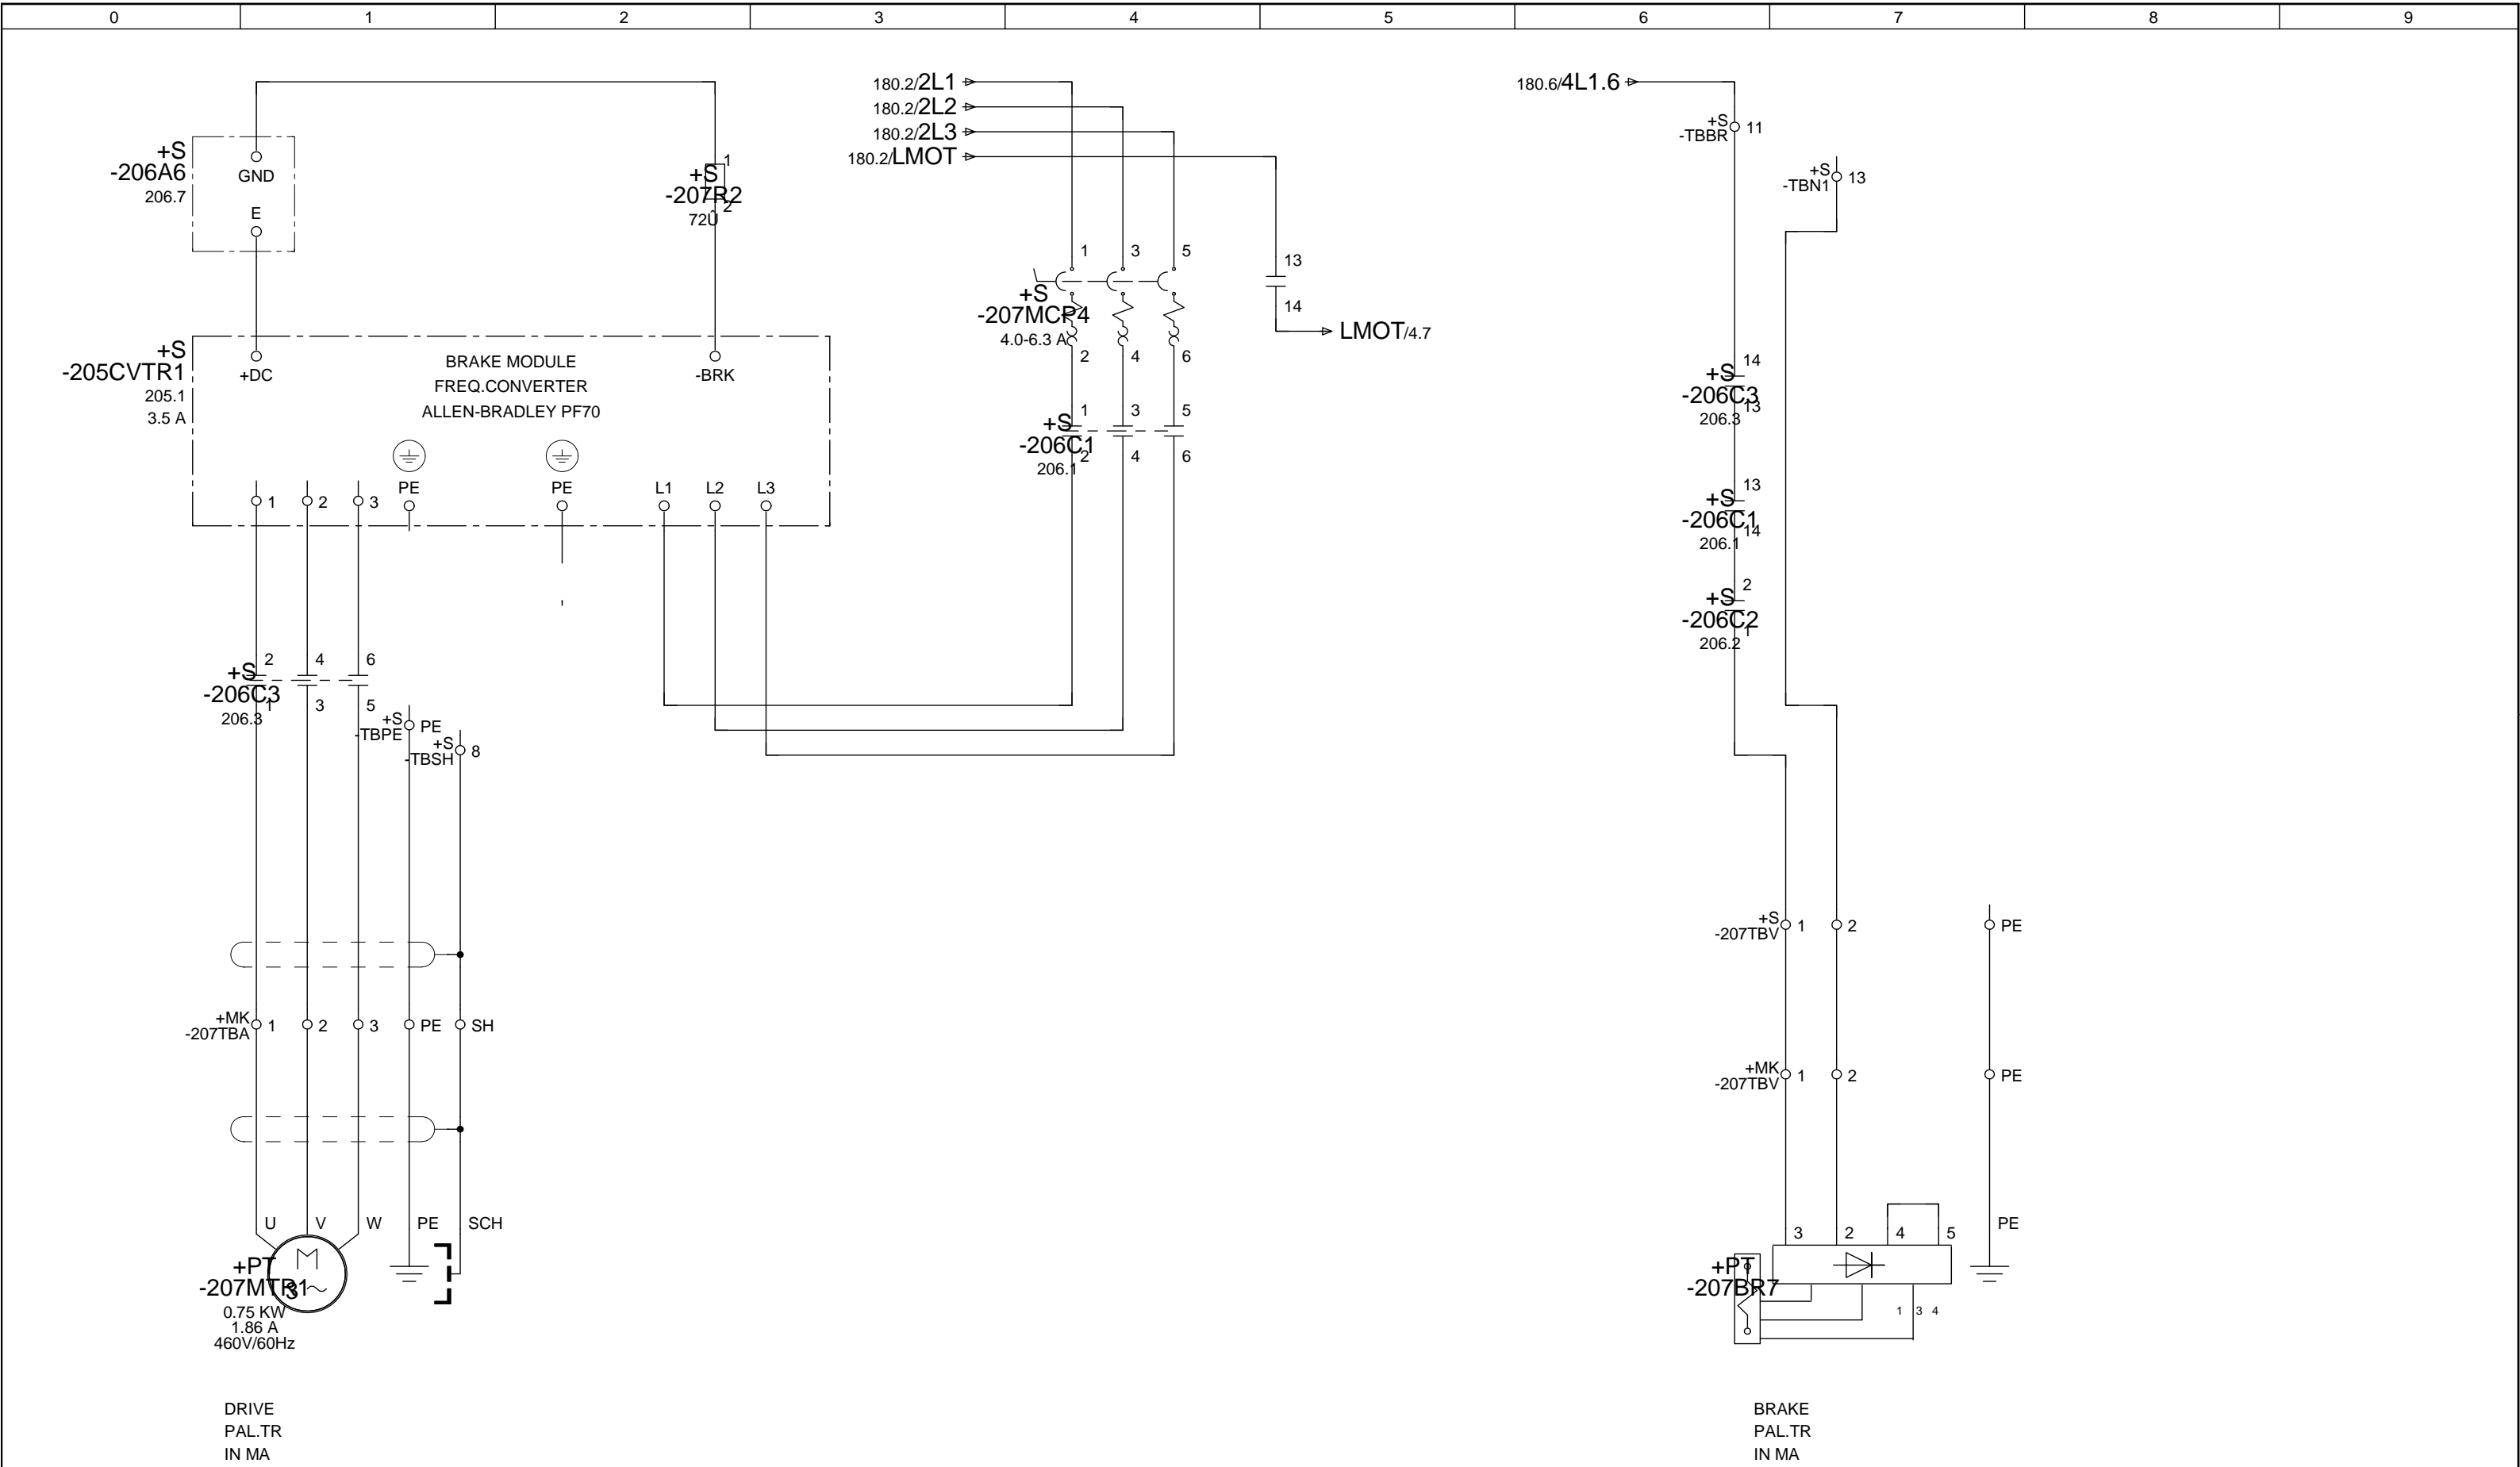 0 1 2 3 4 5 6 7 8 9
180.2/2L1
180.2/2L2
180.2/2L3
180.2/LMOT
180.6/4L1.6
+S
-TBBR 11
+S
-TBN1 13
+S
-206A6
206.7
GND
E
1
+S
-207R2
2
72Û
1 3 5
+S
-207MCP4
4.0-6.3 A
2 4 6
13
14
LMOT/4.7
+S
-205CVTR1
205.1
3.5 A
+DC
BRAKE MODULE
FREQ.CONVERTER
ALLEN-BRADLEY PF70
-BRK
1 2 3 PE PE L1 L2 L3
1 3 5
+S
-206C1
206.1
2 4 6
14
+S
-206C3
13
206.3
13
+S
-206C1
14
206.1
2
+S
-206C2
1
206.2
2 4 6
+S
-206C3
206.3
1 3 5
+S
-TBPE PE
+S
-TBSH 8
+S
-207TBV 1 2 PE
+MK
-207TBA 1 2 3 PE SH
+MK
-207TBV 1 2 PE
U V W PE SCH
M
3
+PT
-207MTR1
0.75 KW
1.86 A
460V/60Hz
3 2 4 5 PE
+PT
-207BR7
1 3 4
DRIVE
PAL.TR
IN MA
BRAKE
PAL.TR
IN MA